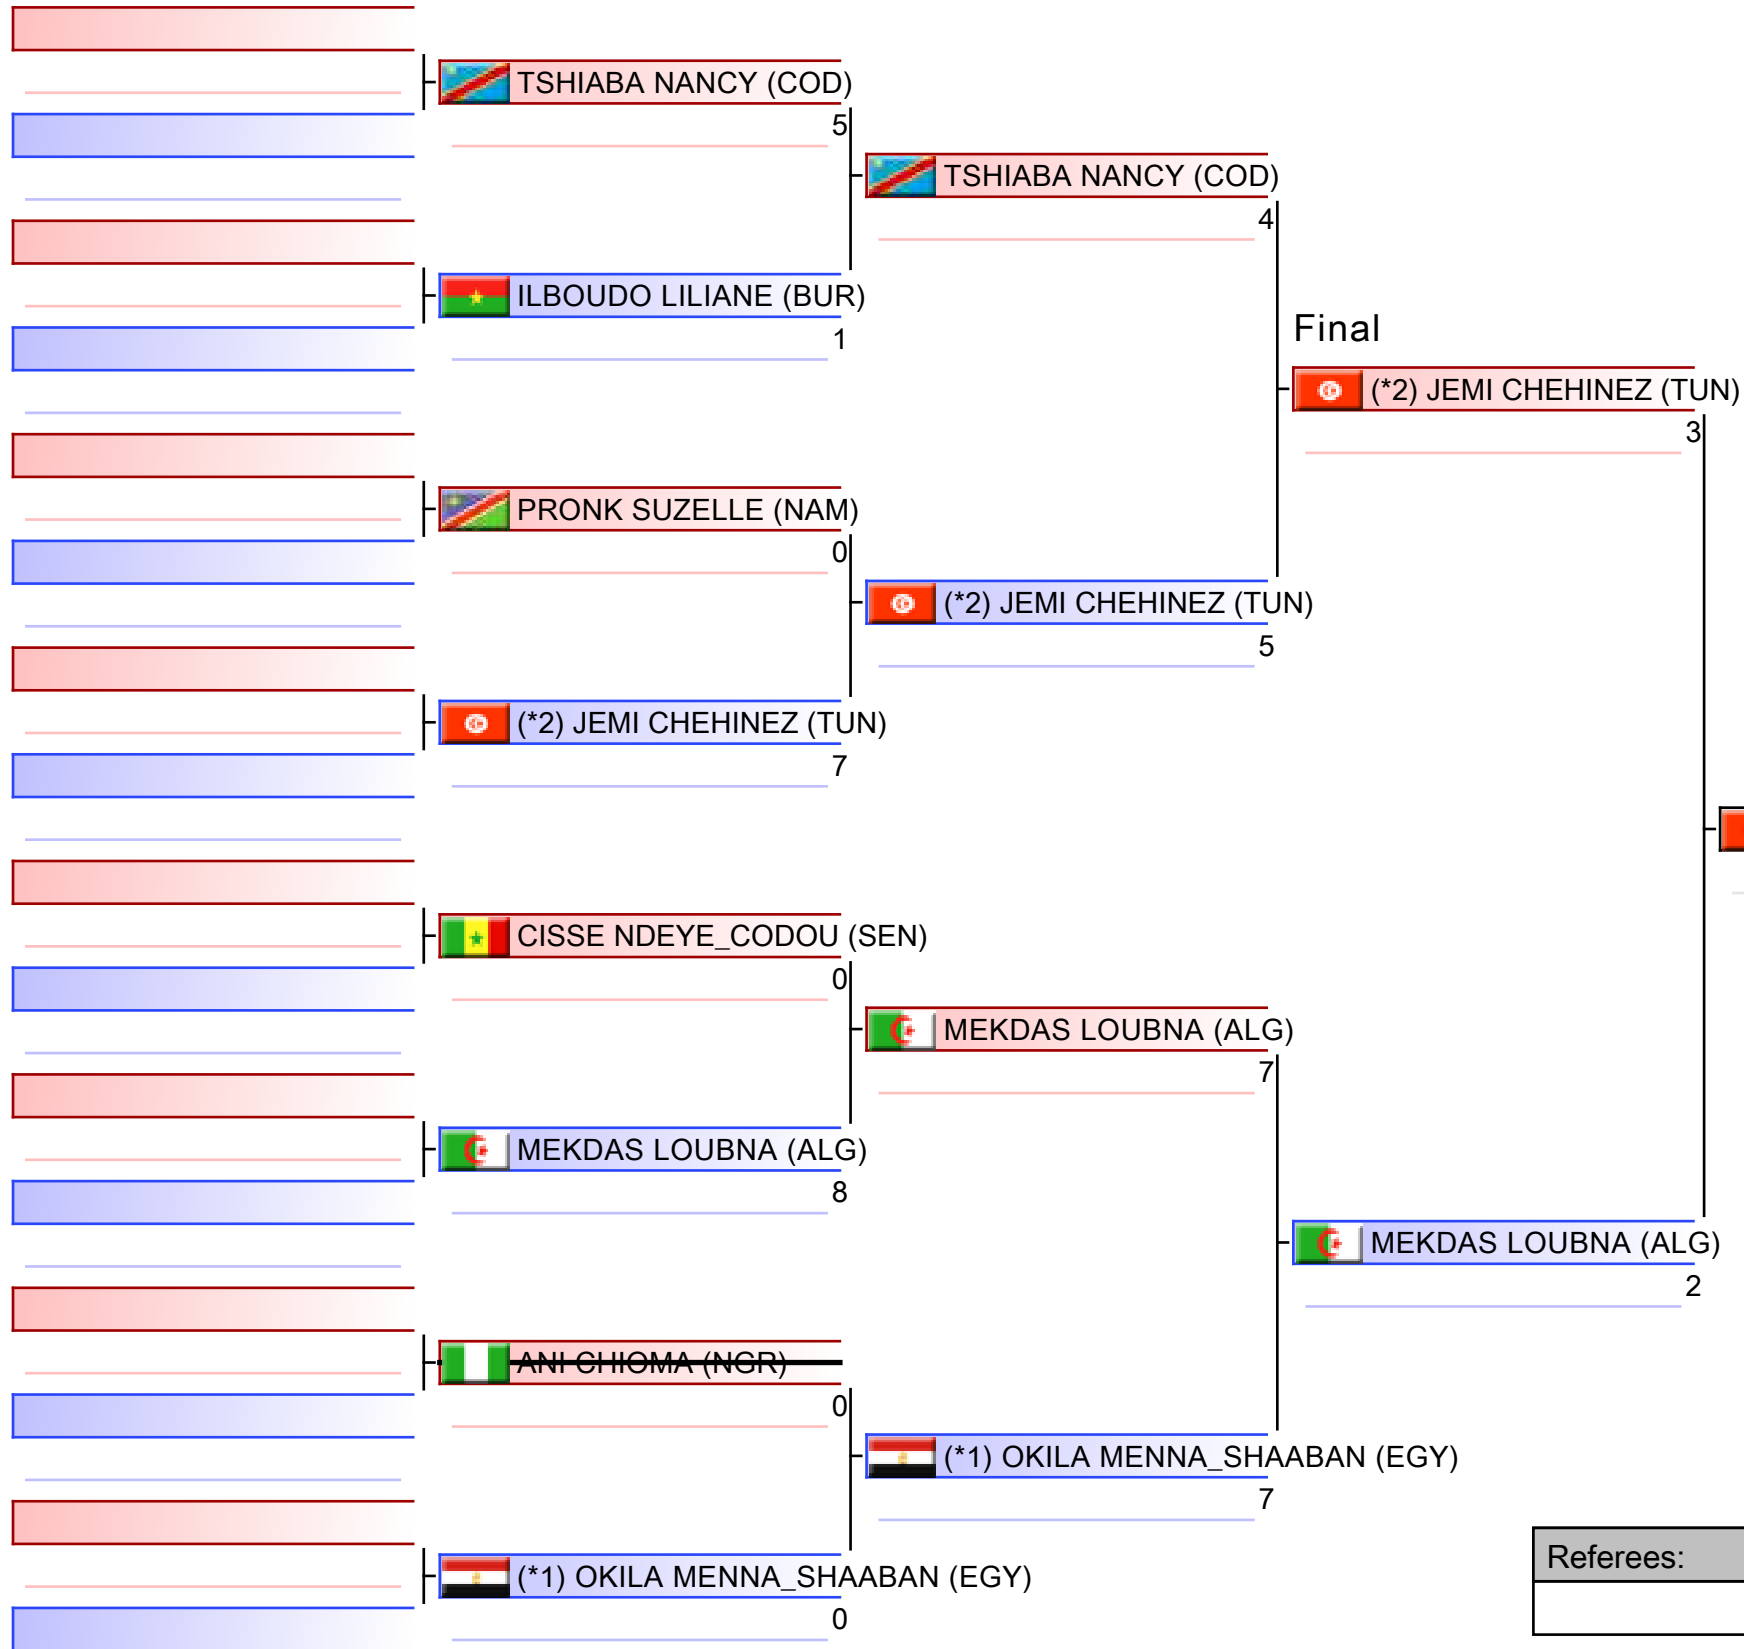 TSHIABA NANCY (COD)
5
ILBOUDO LILIANE (BUR)
1
PRONK SUZELLE (NAM)
0
(*2) JEMI CHEHINEZ (TUN)
7
CISSE NDEYE_CODOU (SEN)
0
MEKDAS LOUBNA (ALG)
8
ANI CHIOMA (NGR)
0
(*1) OKILA MENNA_SHAABAN (EGY)
0
TSHIABA NANCY (COD)
4
(*2) JEMI CHEHINEZ (TUN)
5
MEKDAS LOUBNA (ALG)
7
(*1) OKILA MENNA_SHAABAN (EGY)
7
Final
(*2) JEMI CHEHINEZ (TUN)
3
MEKDAS LOUBNA (ALG)
2
Referees: